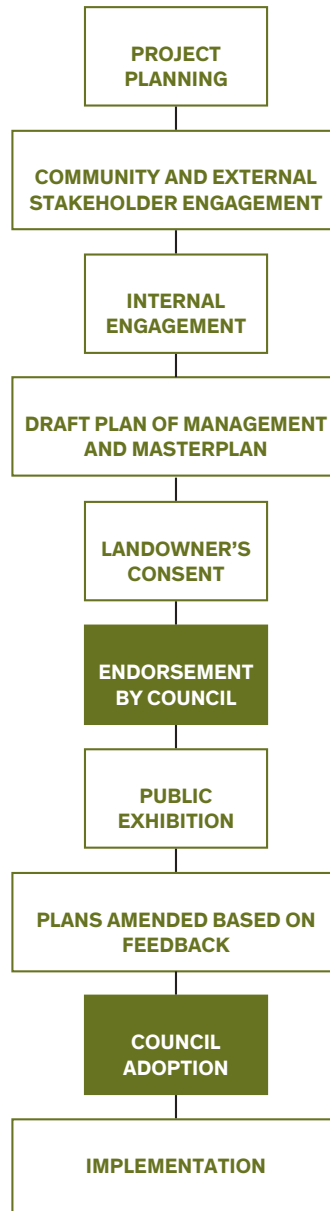 PROJECT
PLANNING
COMMUNITY AND EXTERNAL
STAKEHOLDER ENGAGEMENT
INTERNAL
ENGAGEMENT
DRAFT PLAN OF MANAGEMENT
AND MASTERPLAN
LANDOWNER’S
CONSENT
ENDORSEMENT
BY COUNCIL
PUBLIC
EXHIBITION
PLANS AMENDED BASED ON
FEEDBACK
COUNCIL
ADOPTION
IMPLEMENTATION